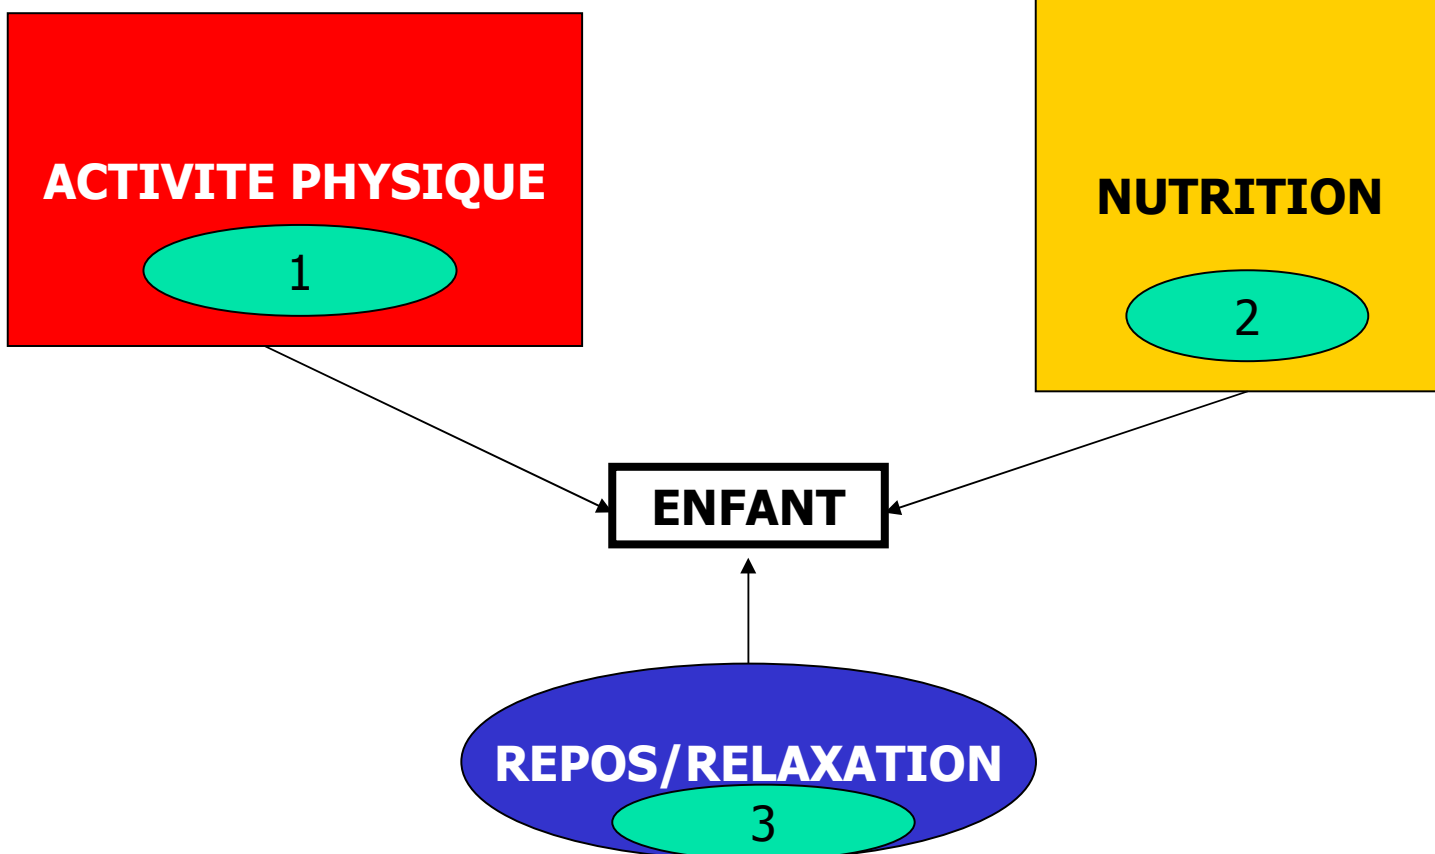 ACTIVITE PHYSIQUE
1
NUTRITION
2
ENFANT
REPOS/RELAXATION
3